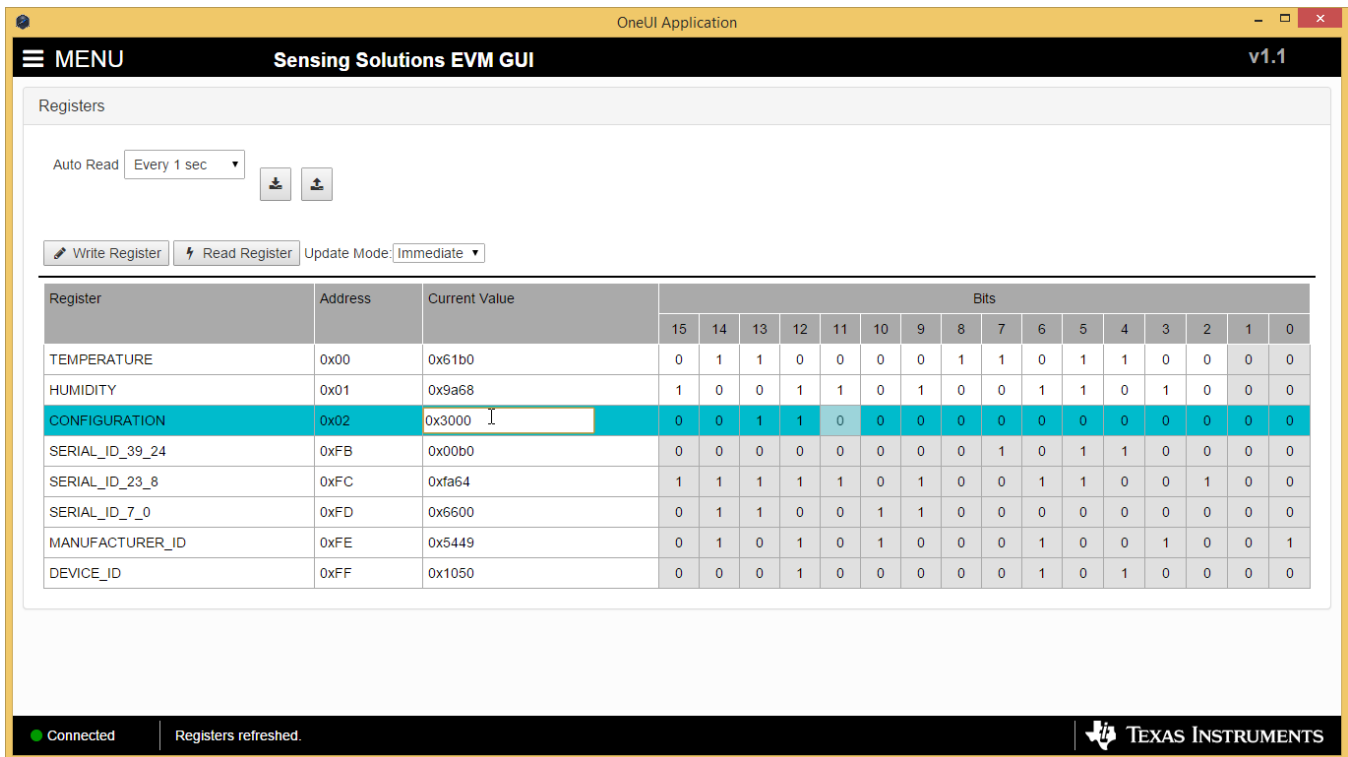 OneUI Application
MENU Sensing Solutions EVM GUI v1.1
Registers
Auto Read Every 1 sec
Write Register Read Register Update Mode: Immediate
Register Address Current Value Bits
15 14 13 12 11 10 9 8 7 6 5 4 3 2 1 0
TEMPERATURE 0x00 0x61b0 0 1 1 0 0 0 0 1 1 0 1 1 0 0 0 0
HUMIDITY 0x01 0x9a68 1 0 0 1 1 0 1 0 0 1 1 0 1 0 0 0
CONFIGURATION 0x02 0x3000 0 0 1 1 0 0 0 0 0 0 0 0 0 0 0 0
SERIAL_ID_39_24 0xFB 0x00b0 0 0 0 0 0 0 0 0 1 0 1 1 0 0 0 0
SERIAL_ID_23_8 0xFC 0xfa64 1 1 1 1 1 0 1 0 0 1 1 0 0 1 0 0
SERIAL_ID_7_0 0xFD 0x6600 0 1 1 0 0 1 1 0 0 0 0 0 0 0 0 0
MANUFACTURER_ID 0xFE 0x5449 0 1 0 1 0 1 0 0 0 1 0 0 1 0 0 1
DEVICE_ID 0xFF 0x1050 0 0 0 1 0 0 0 0 0 1 0 1 0 0 0 0
Connected Registers refreshed. TEXAS INSTRUMENTS